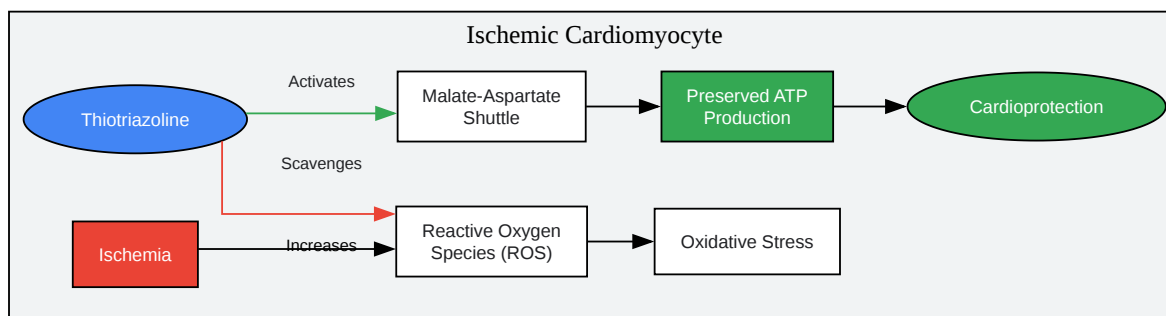 Ischemic Cardiomyocyte
Activates
Thiotriazoline
Malate-Aspartate
Shuttle
Preserved ATP
Production
Cardioprotection
Scavenges
Ischemia
Increases
Reactive Oxygen
Species (ROS)
Oxidative Stress